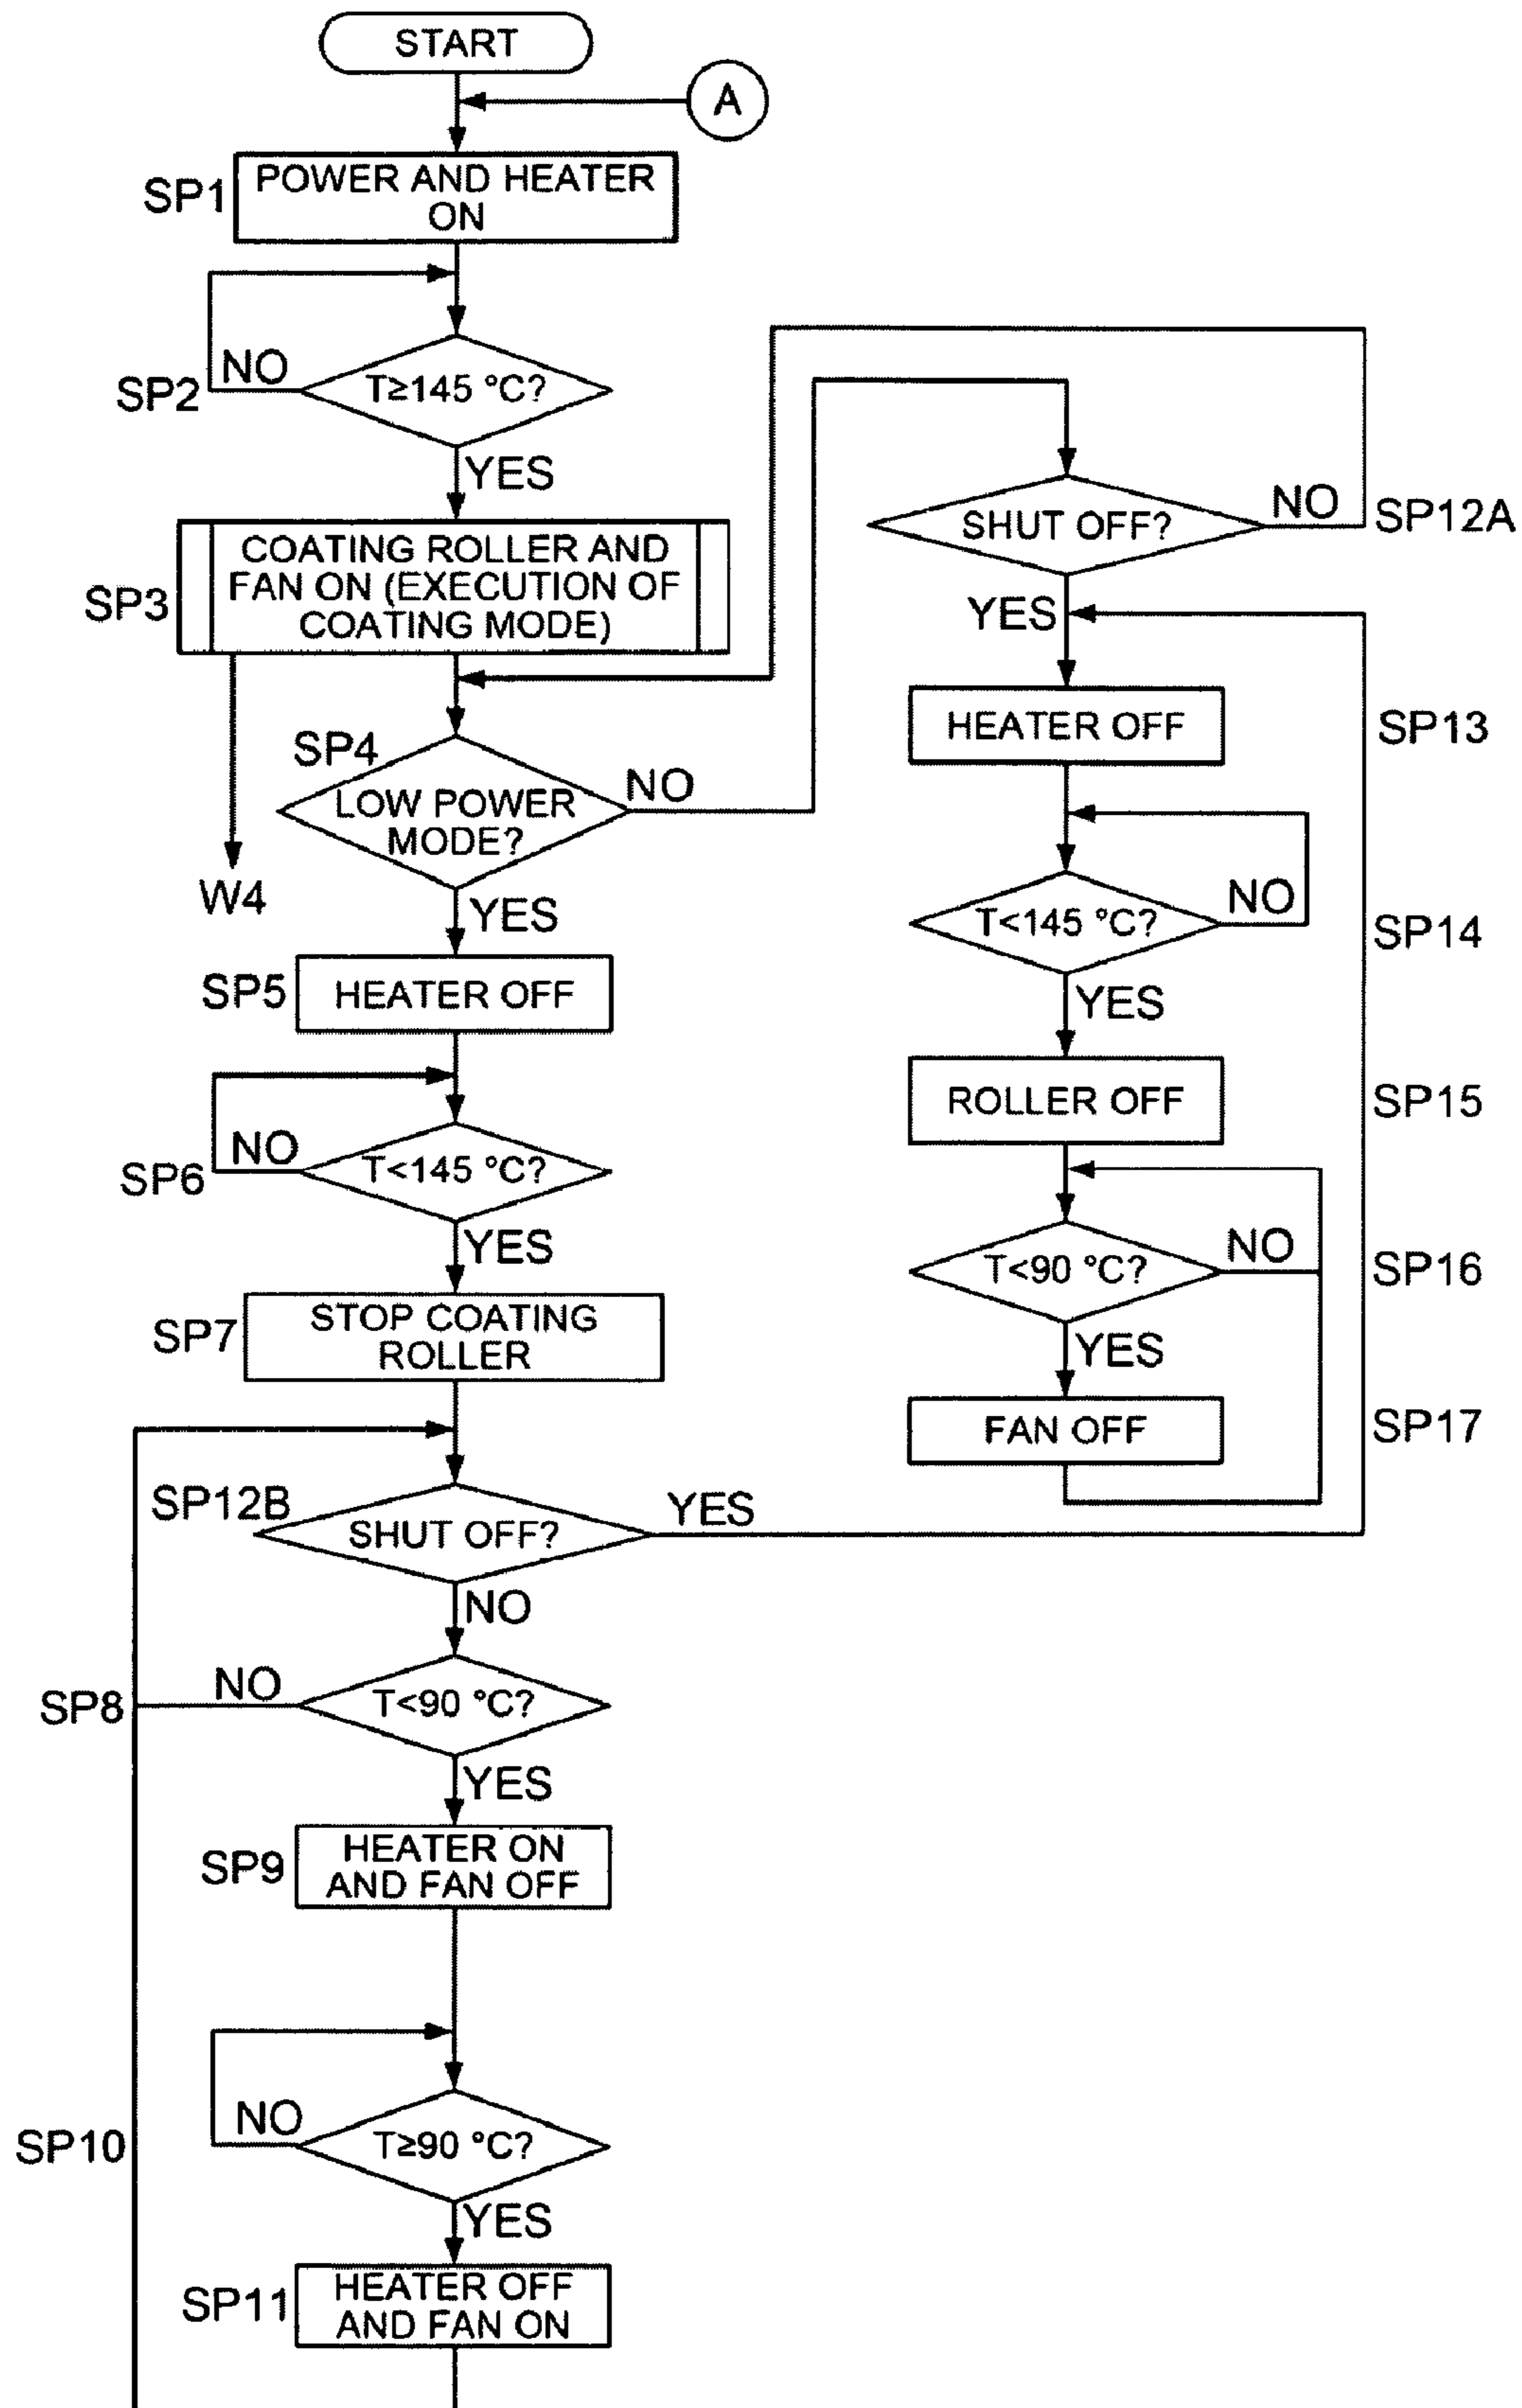 START
A
SP1
POWER AND HEATER
ON
SP2
NO
T≥145 °C?
YES
SP3
COATING ROLLER AND
FAN ON (EXECUTION OF
COATING MODE)
W4
SP4
LOW POWER
MODE?
NO
YES
SP5
HEATER OFF
SP6
NO
T<145 °C?
YES
SP7
STOP COATING
ROLLER
SP12B
SHUT OFF?
YES
NO
SP8
NO
T<90 °C?
YES
SP9
HEATER ON
AND FAN OFF
SP10
NO
T≥90 °C?
YES
SP11
HEATER OFF
AND FAN ON
SHUT OFF?
NO
SP12A
YES
HEATER OFF
SP13
T<145 °C?
NO
SP14
YES
ROLLER OFF
SP15
T<90 °C?
NO
SP16
YES
FAN OFF
SP17